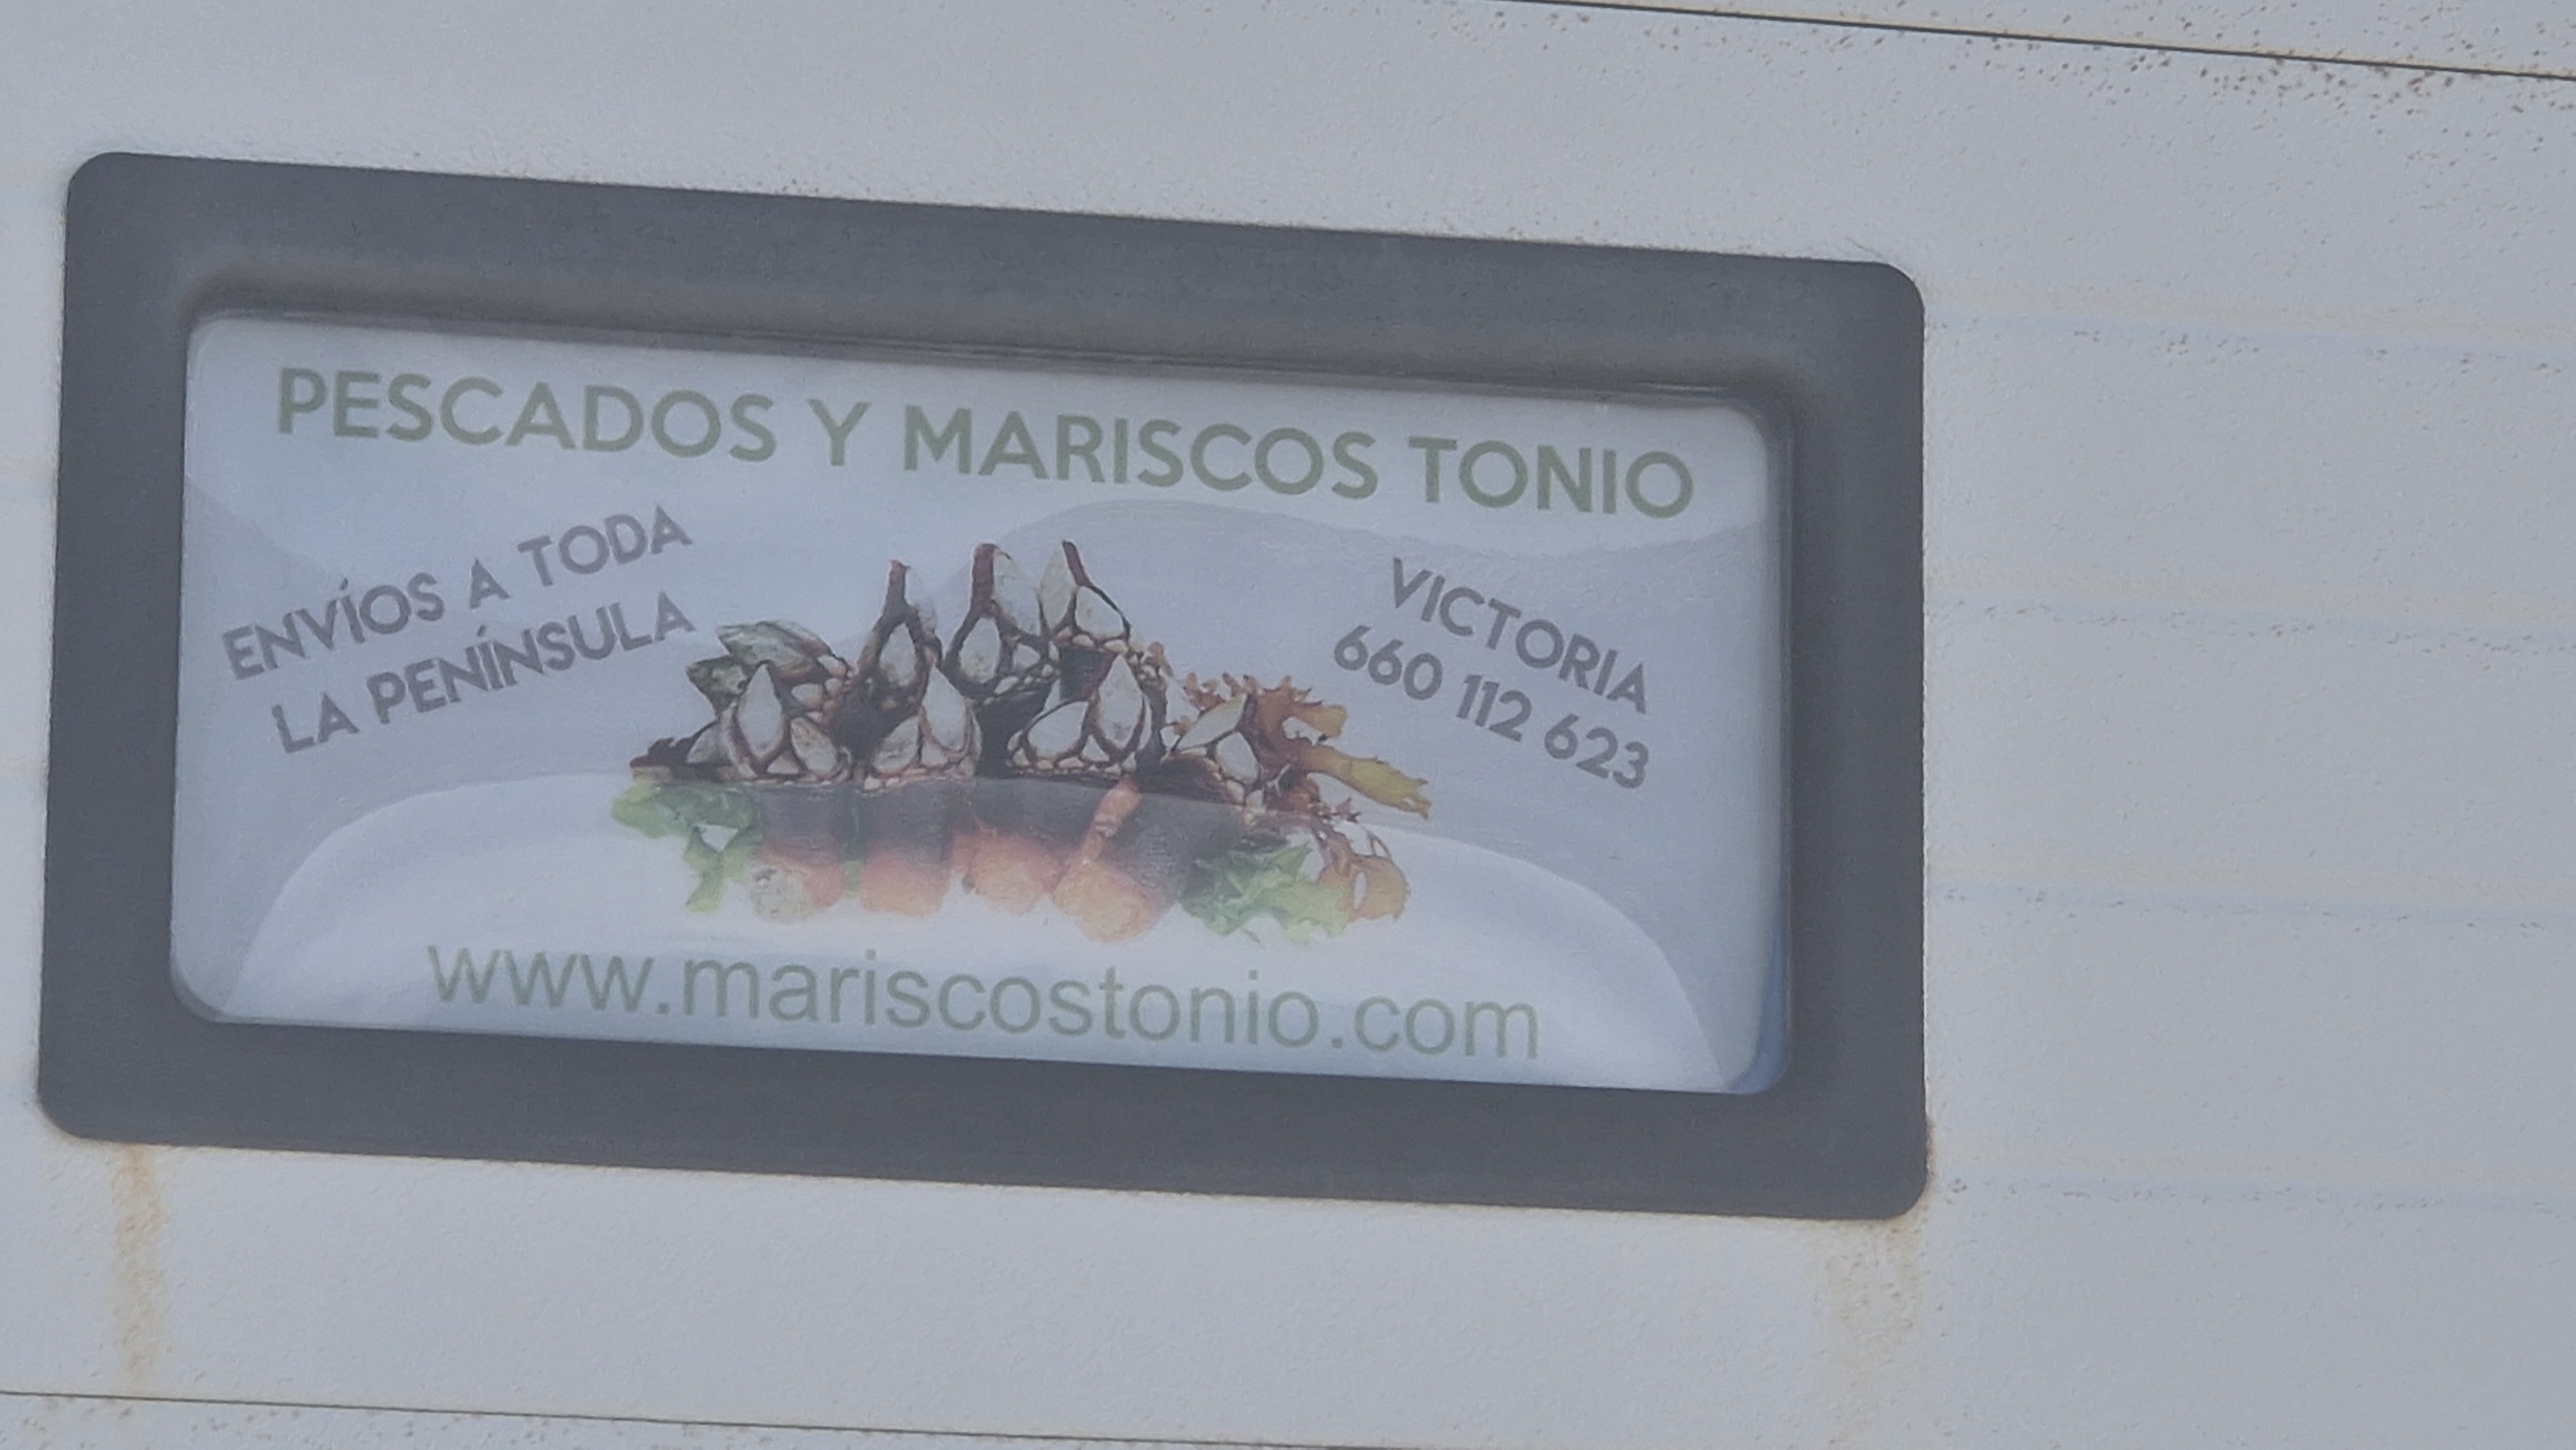 PESCADOS Y MARISCOS TONIO
ENVÍOS A TODA
LA PENÍNSULA
VICTORIA
660 112 623
www.mariscostonio.com